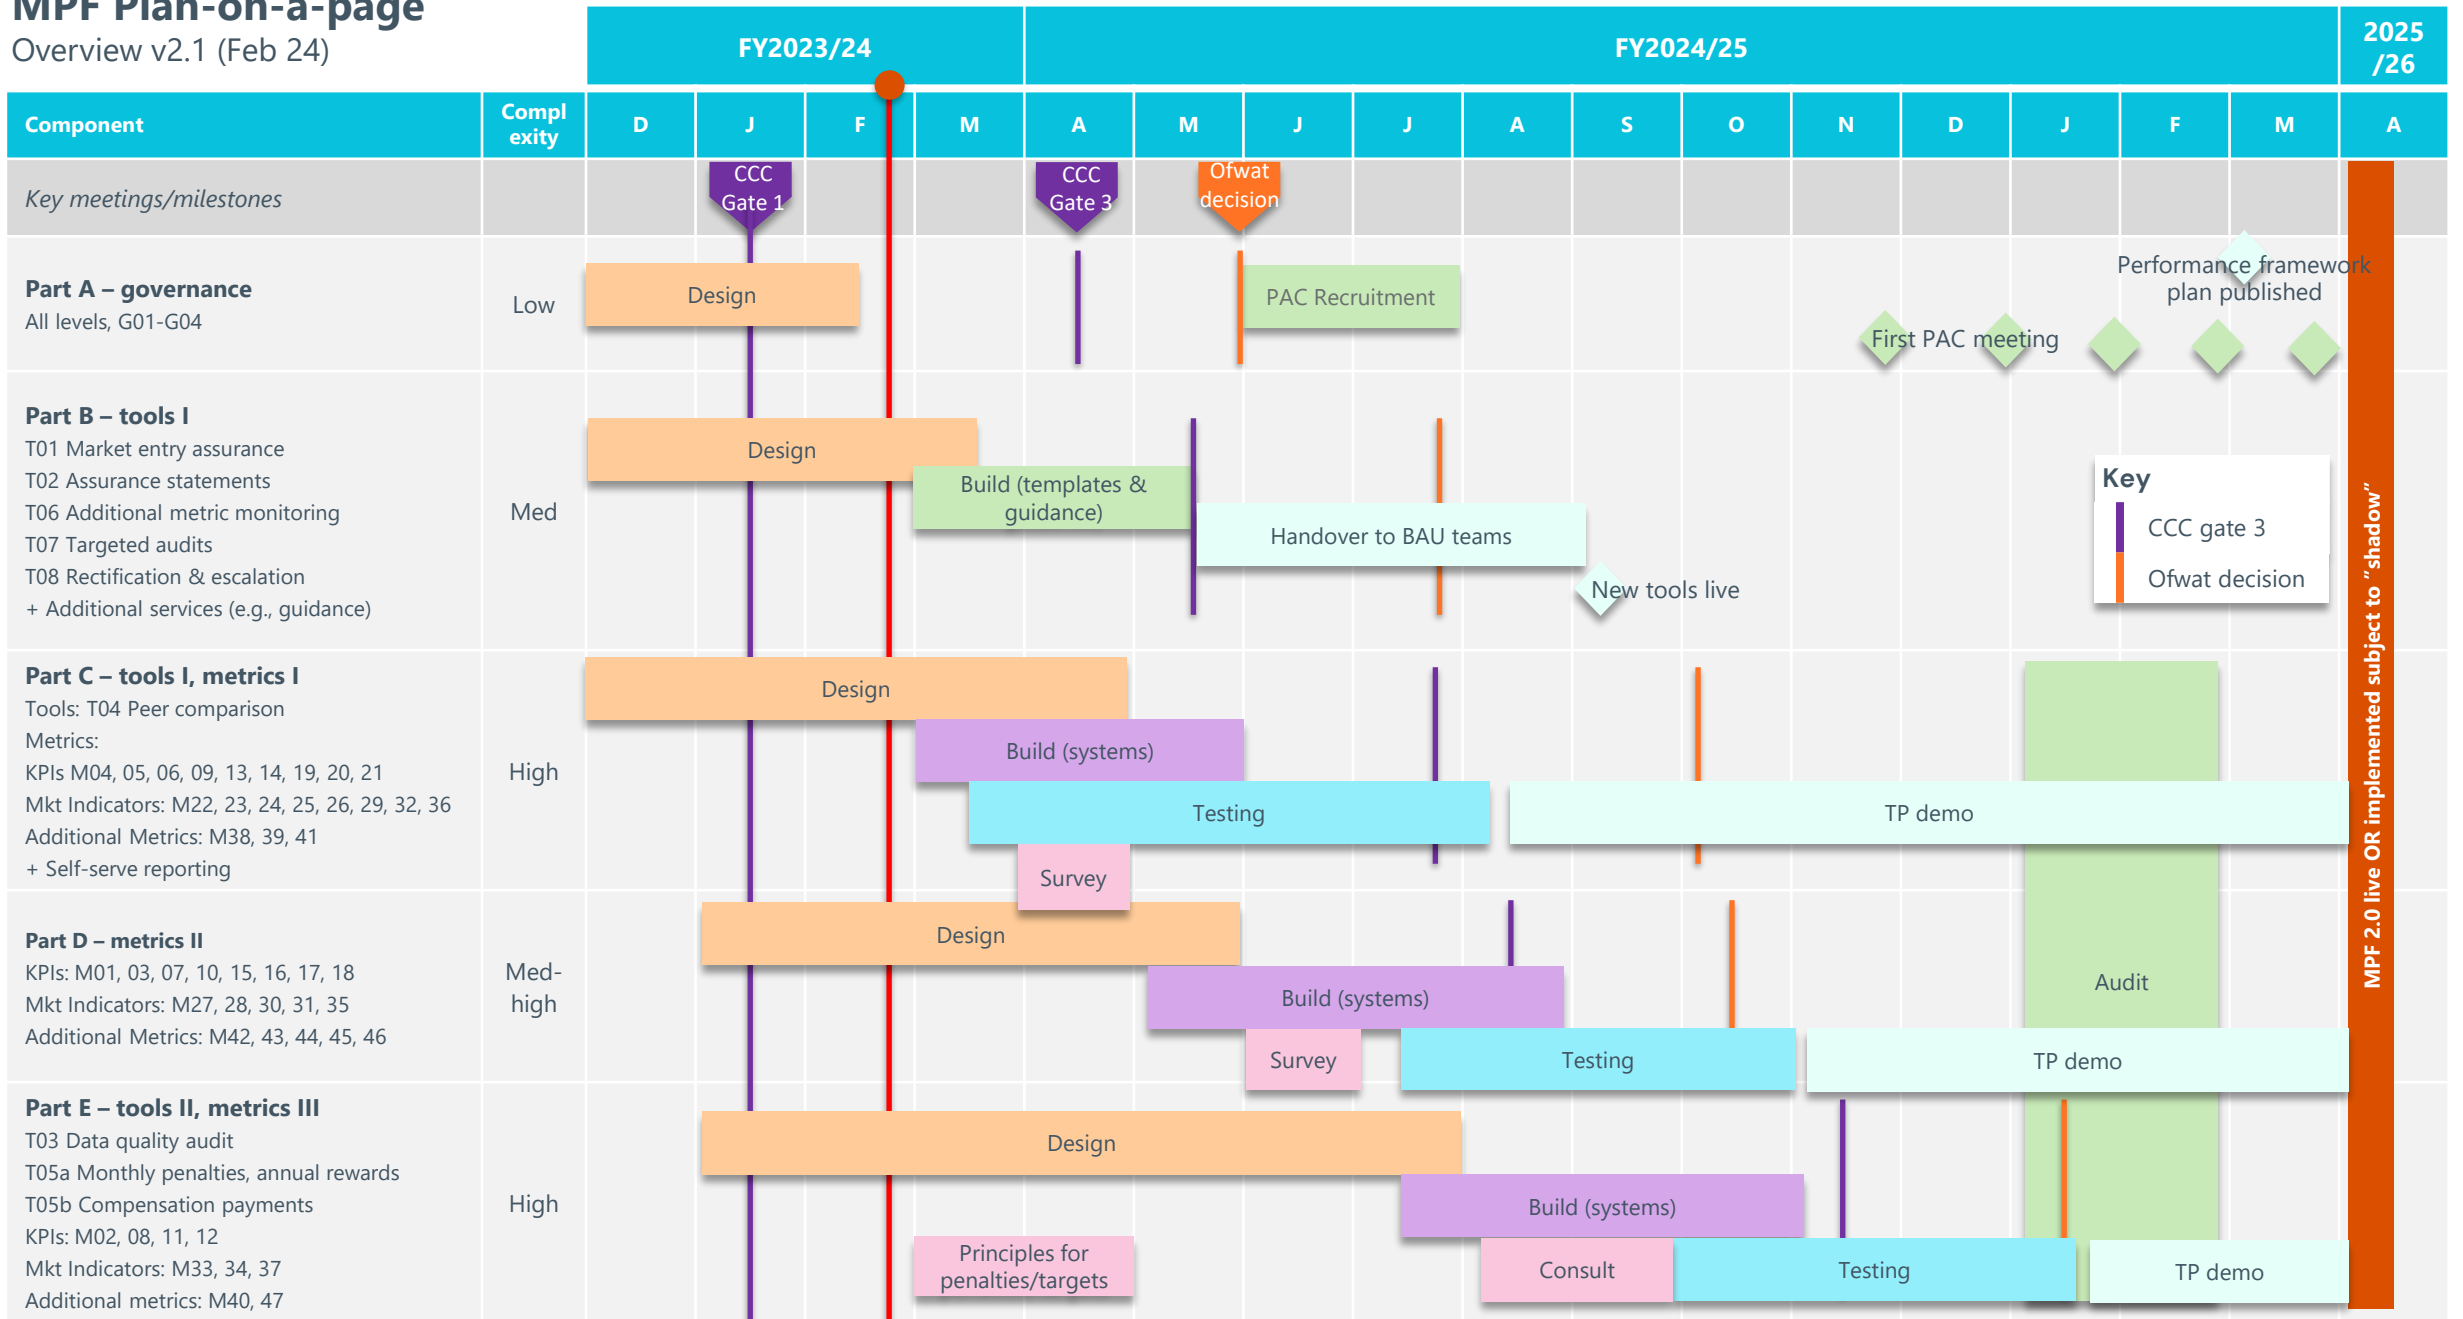 MPF Plan-on-a-page
Overview v2.1 (Feb 24)
FY2023/24
FY2024/25
2025
/26
Component
Compl
exity
D
J
F
M
A
M
J
J
A
S
O
N
D
J
F
M
A
Key meetings/milestones
CCC
Gate 1
CCC
Gate 3
Ofwat
decision
Part A – governance
All levels, G01-G04
Low
Design
PAC Recruitment
Performance framework
plan published
First PAC meeting
Part B – tools I
T01 Market entry assurance
T02 Assurance statements
T06 Additional metric monitoring
T07 Targeted audits
T08 Rectification & escalation
+ Additional services (e.g., guidance)
Med
Design
Build (templates &
guidance)
Handover to BAU teams
New tools live
Key
CCC gate 3
Ofwat decision
Part C – tools I, metrics I
Tools: T04 Peer comparison
Metrics:
KPIs M04, 05, 06, 09, 13, 14, 19, 20, 21
Mkt Indicators: M22, 23, 24, 25, 26, 29, 32, 36
Additional Metrics: M38, 39, 41
+ Self-serve reporting
High
Design
Build (systems)
Testing
TP demo
Survey
Part D – metrics II
KPIs: M01, 03, 07, 10, 15, 16, 17, 18
Mkt Indicators: M27, 28, 30, 31, 35
Additional Metrics: M42, 43, 44, 45, 46
Med-
high
Design
Build (systems)
Survey
Testing
TP demo
Audit
Part E – tools II, metrics III
T03 Data quality audit
T05a Monthly penalties, annual rewards
T05b Compensation payments
KPIs: M02, 08, 11, 12
Mkt Indicators: M33, 34, 37
Additional metrics: M40, 47
High
Design
Build (systems)
Principles for
penalties/targets
Consult
Testing
TP demo
MPF 2.0 live OR implemented subject to “shadow”